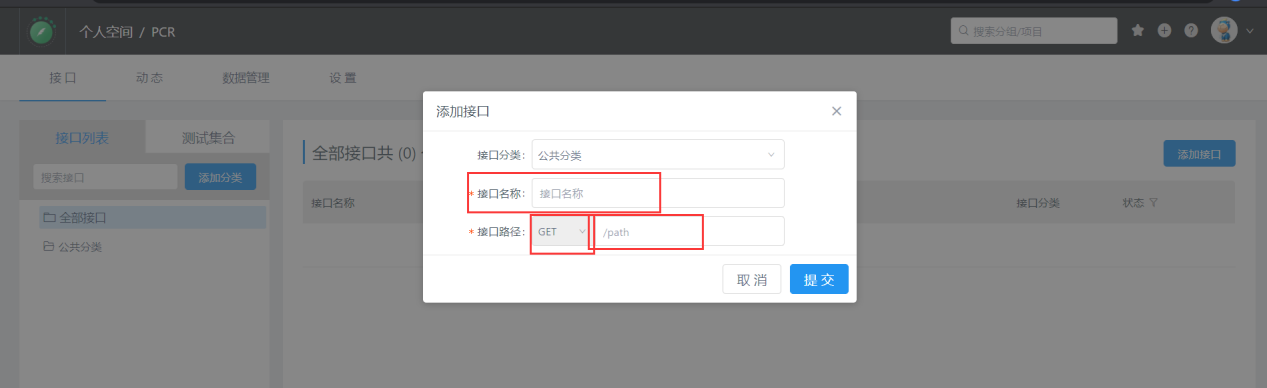 个人空间 / PCR
搜索分组/项目
接口 动态 数据管理 设置
接口列表 测试集合
搜索接口 添加分类
全部接口
公共分类
全部接口共 (0)
添加接口
接口名称 接口分类 状态
添加接口
接口分类： 公共分类
* 接口名称： 接口名称
* 接口路径： GET /path
取消 提交